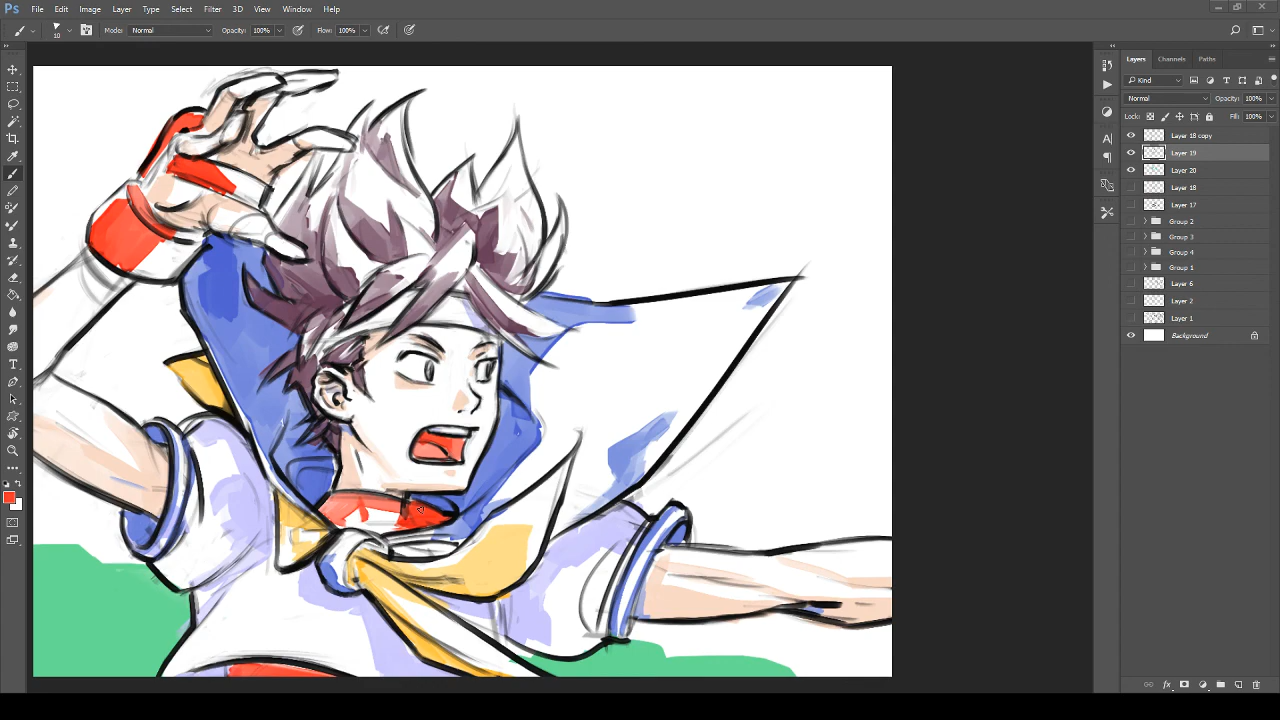 Ps File Edit Image Layer Type Select Filter 3D View Window Help
10 Mode: Normal Opacity: 100% Flow: 100%
Layers Channels Paths
Kind
Normal Opacity: 100%
Lock: Fill: 100%
Layer 18 copy
Layer 19
Layer 20
Layer 18
Layer 17
Group 2
Group 3
Group 4
Group 1
Layer 6
Layer 2
Layer 1
Background